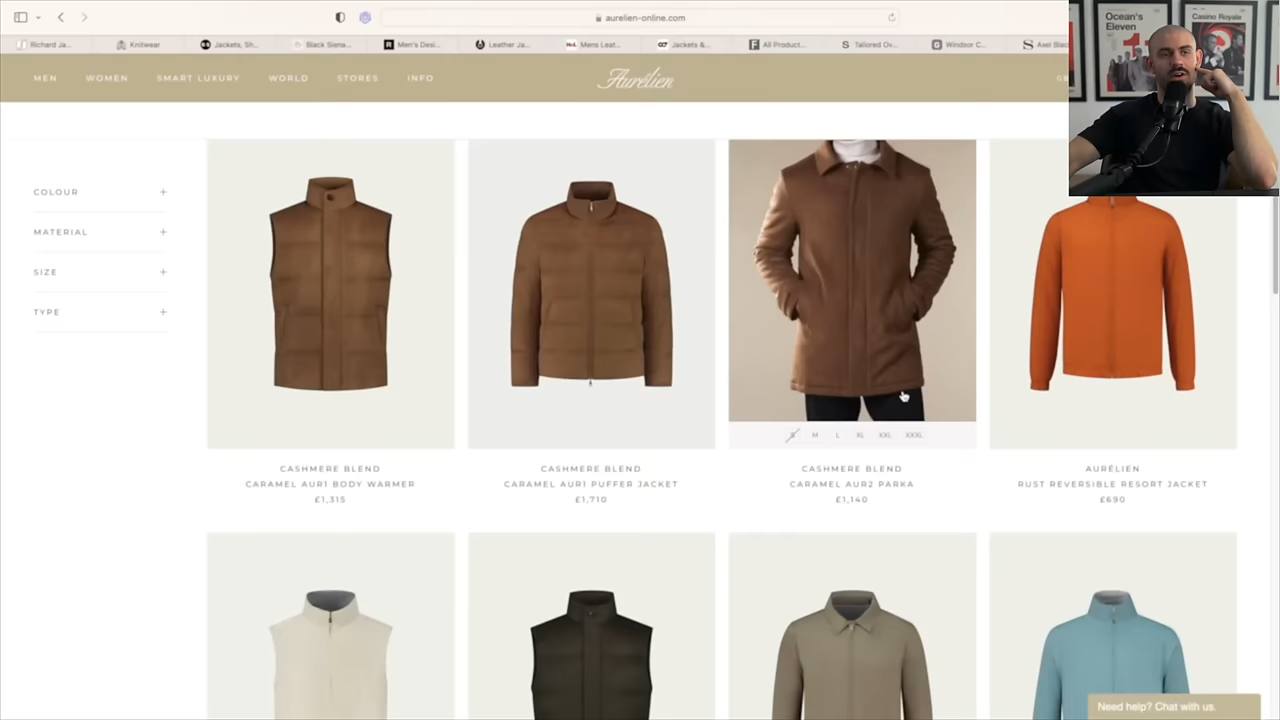 aurelien-online.com
Richard Ja...
Knitwear
Jackets, Sh...
Black Siena...
Men's Desi...
Leather Ja...
Mens Leat...
Jackets &...
All Product...
Tailored Ov...
Windsor C...
Axel Blac
MEN
WOMEN
SMART LUXURY
WORLD
STORES
INFO
Aurélien
Ocean's
Eleven
Casino Royale
COLOUR +
MATERIAL +
SIZE +
TYPE +
S M L XL XXL XXXL
CASHMERE BLEND
CARAMEL AUR1 BODY WARMER
£1,315
CASHMERE BLEND
CARAMEL AUR1 PUFFER JACKET
£1,710
CASHMERE BLEND
CARAMEL AUR2 PARKA
£1,140
AURÉLIEN
RUST REVERSIBLE RESORT JACKET
£690
Need help? Chat with us.